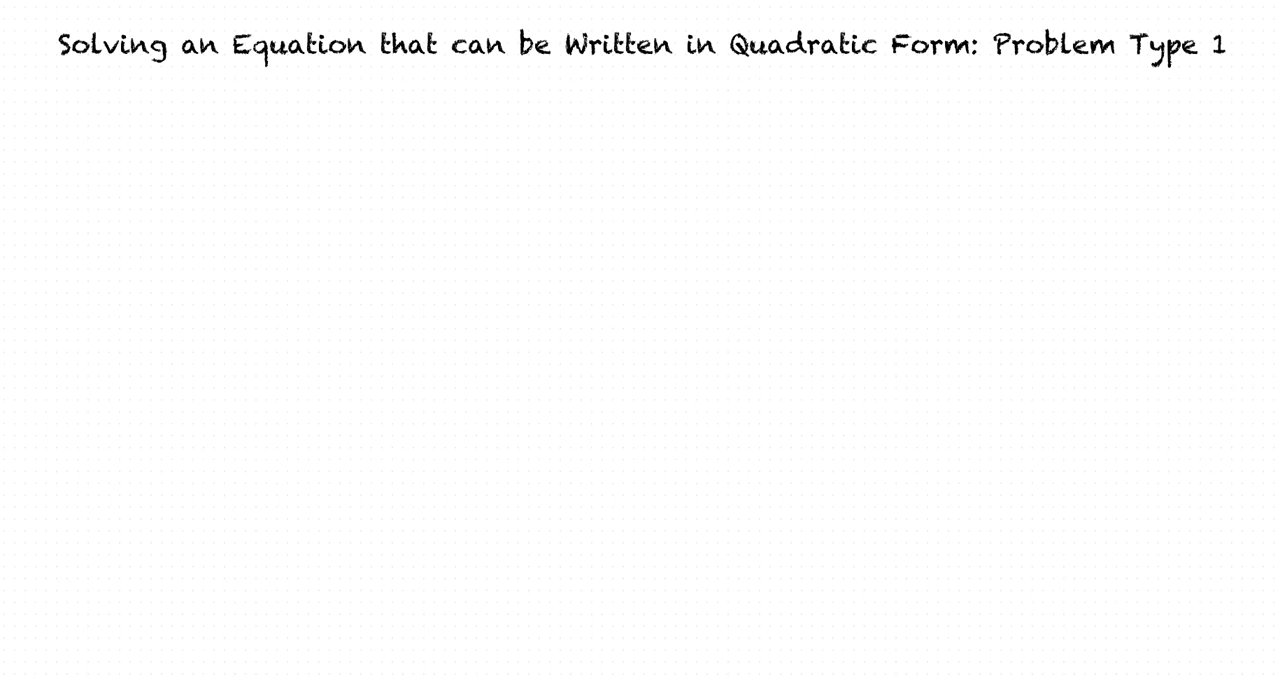 Solving an Equation that can be Written in Quadratic Form: Problem Type 1